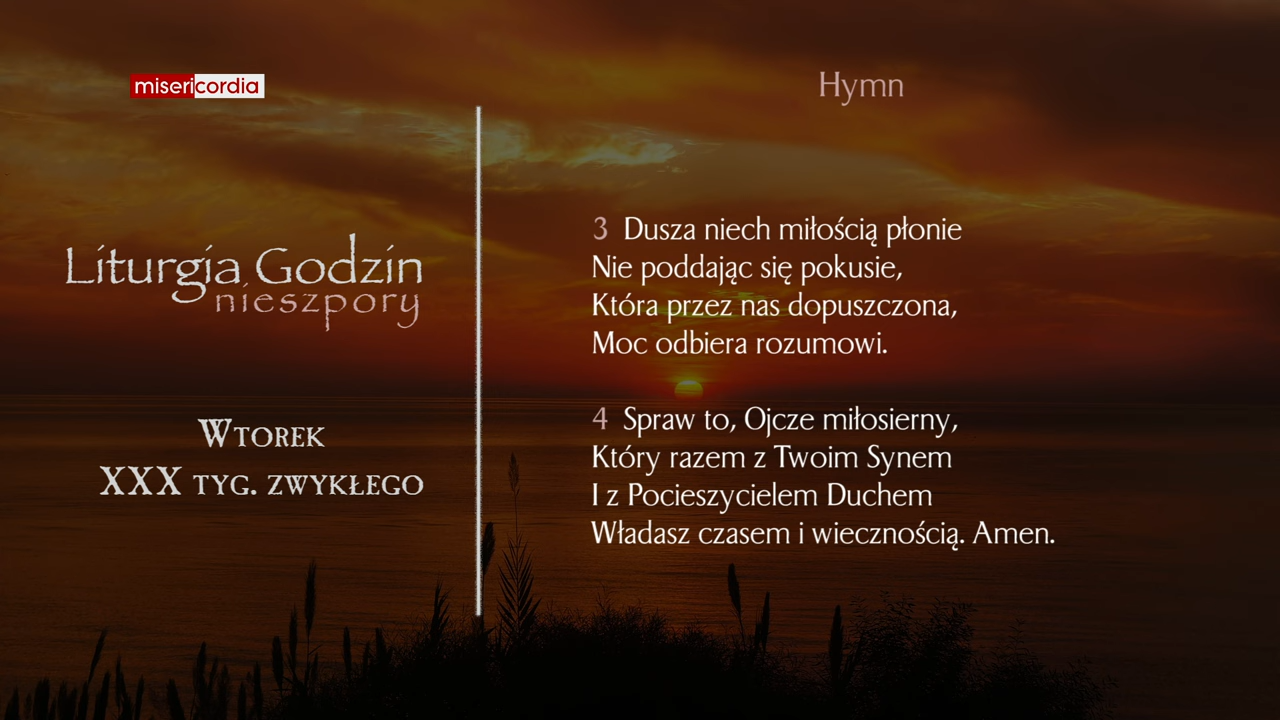 misericordia
Hymn
Liturgia Godzin
nieszpory
Wtorek
XXX tyg. zwykłego
3 Dusza niech miłością płonie
Nie poddając się pokusie,
Która przez nas dopuszczona,
Moc odbiera rozumowi.
4 Spraw to, Ojcze miłosierny,
Który razem z Twoim Synem
I z Pocieszycielem Duchem
Władasz czasem i wiecznością. Amen.